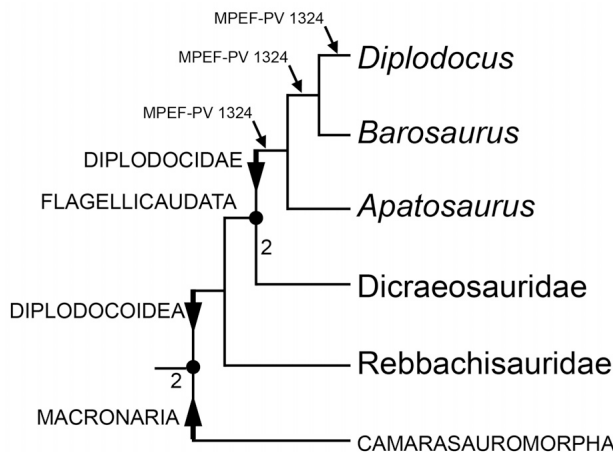 MPEF-PV 1324
Diplodocus
MPEF-PV 1324
Barosaurus
MPEF-PV 1324
DIPLODOCIDAE
FLAGELLICAUDATA
Apatosaurus
2
Dicraeosauridae
DIPLODOCOIDEA
Rebbachisauridae
2
MACRONARIA
CAMARASAUROMORPHA